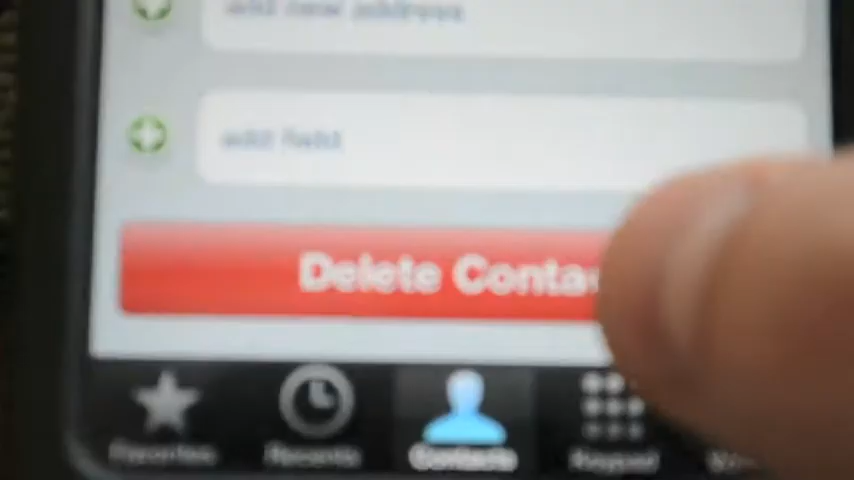 add new address
add field
Delete Conta
Favorites Recents Contacts Keypad